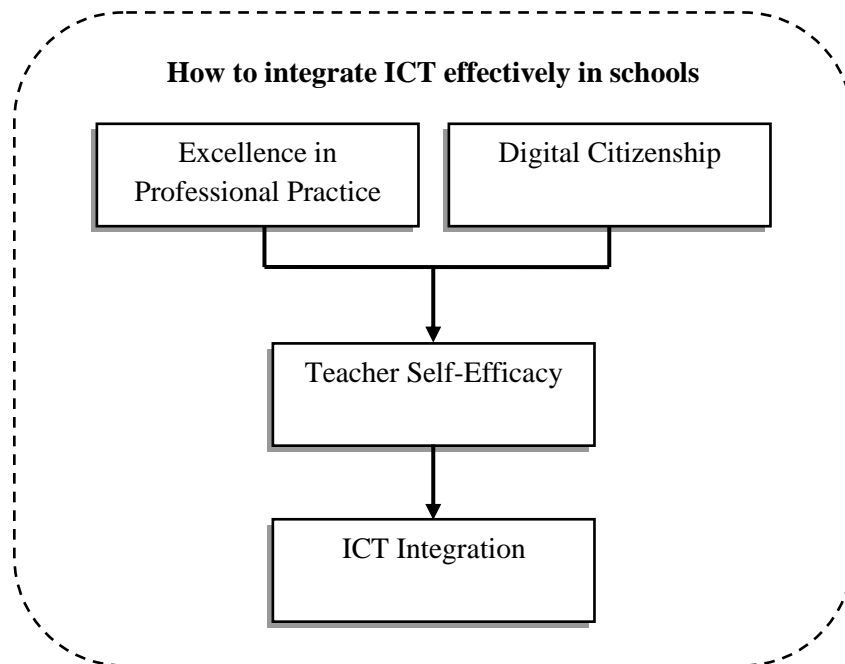 How to integrate ICT effectively in schools
Excellence in
Professional Practice
Digital Citizenship
Teacher Self-Efficacy
ICT Integration